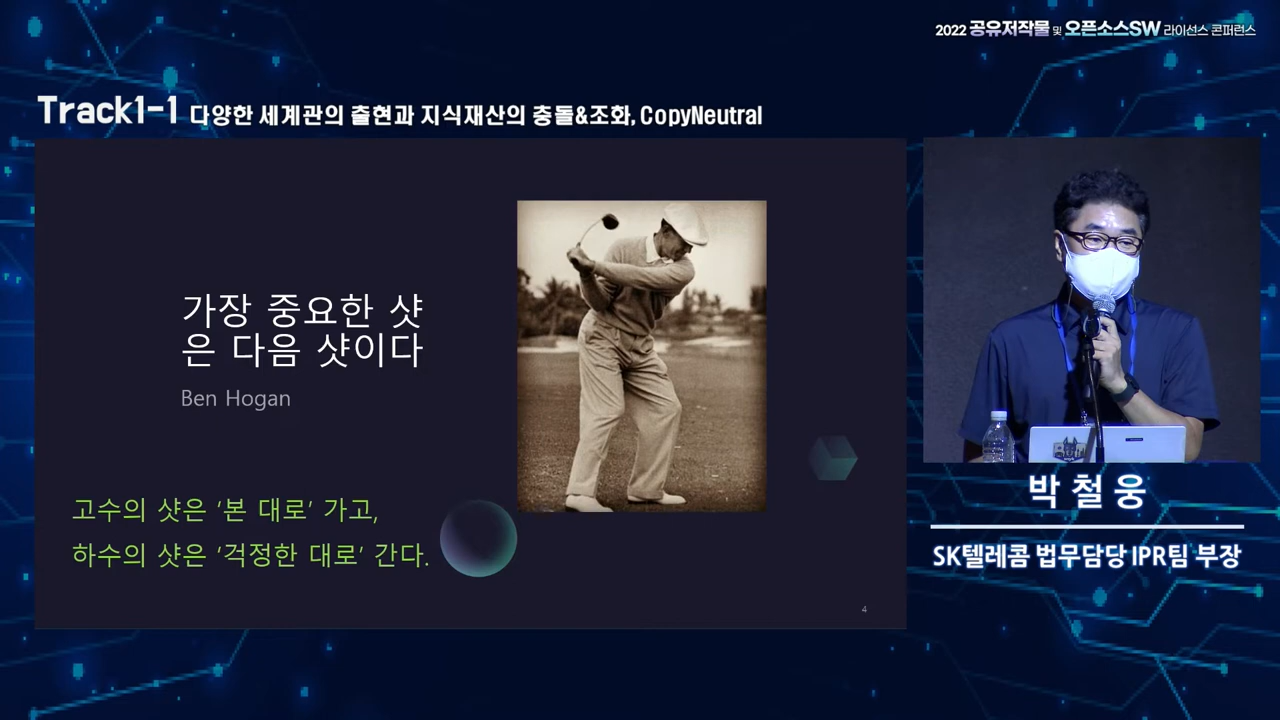 2022 공유저작물 및 오픈소스SW 라이선스 콘퍼런스
Track1-1 다양한 세계관의 출현과 지식재산의 충돌&조화, CopyNeutral
가장 중요한 샷
은 다음 샷이다
Ben Hogan
고수의 샷은 ‘본 대로’ 가고,
하수의 샷은 ‘걱정한 대로’ 간다.
4
박철웅
SK텔레콤 법무담당 IPR팀 부장